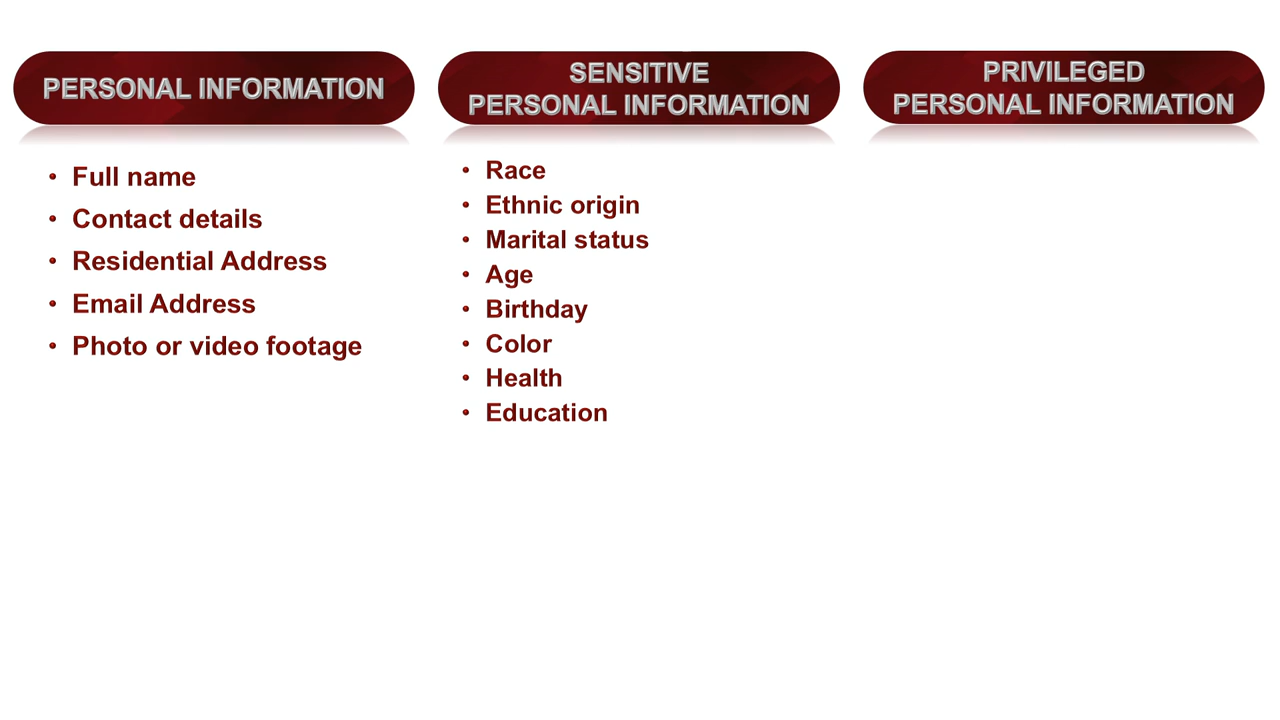 PERSONAL INFORMATION
• Full name
• Contact details
• Residential Address
• Email Address
• Photo or video footage
SENSITIVE
PERSONAL INFORMATION
• Race
• Ethnic origin
• Marital status
• Age
• Birthday
• Color
• Health
• Education
PRIVILEGED
PERSONAL INFORMATION